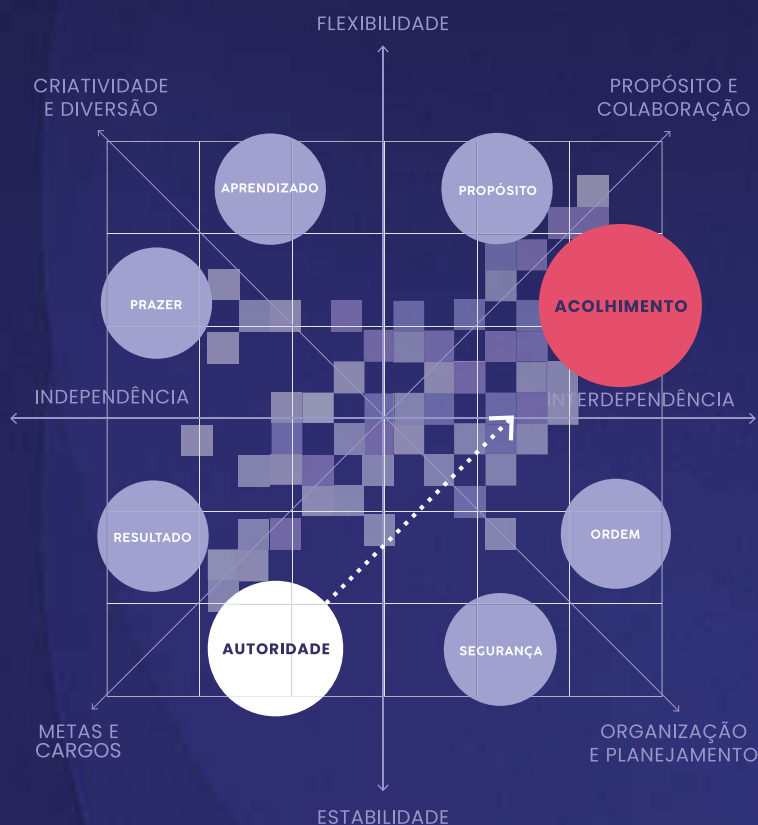 FLEXIBILIDADE
CRIATIVIDADE
E DIVERSÃO
PROPÓSITO E
COLABORAÇÃO
APRENDIZADO
PROPÓSITO
PRAZER
ACOLHIMENTO
INDEPENDÊNCIA
INTERDEPENDÊNCIA
RESULTADO
ORDEM
AUTORIDADE
SEGURANÇA
METAS E
CARGOS
ORGANIZAÇÃO
E PLANEJAMENTO
ESTABILIDADE